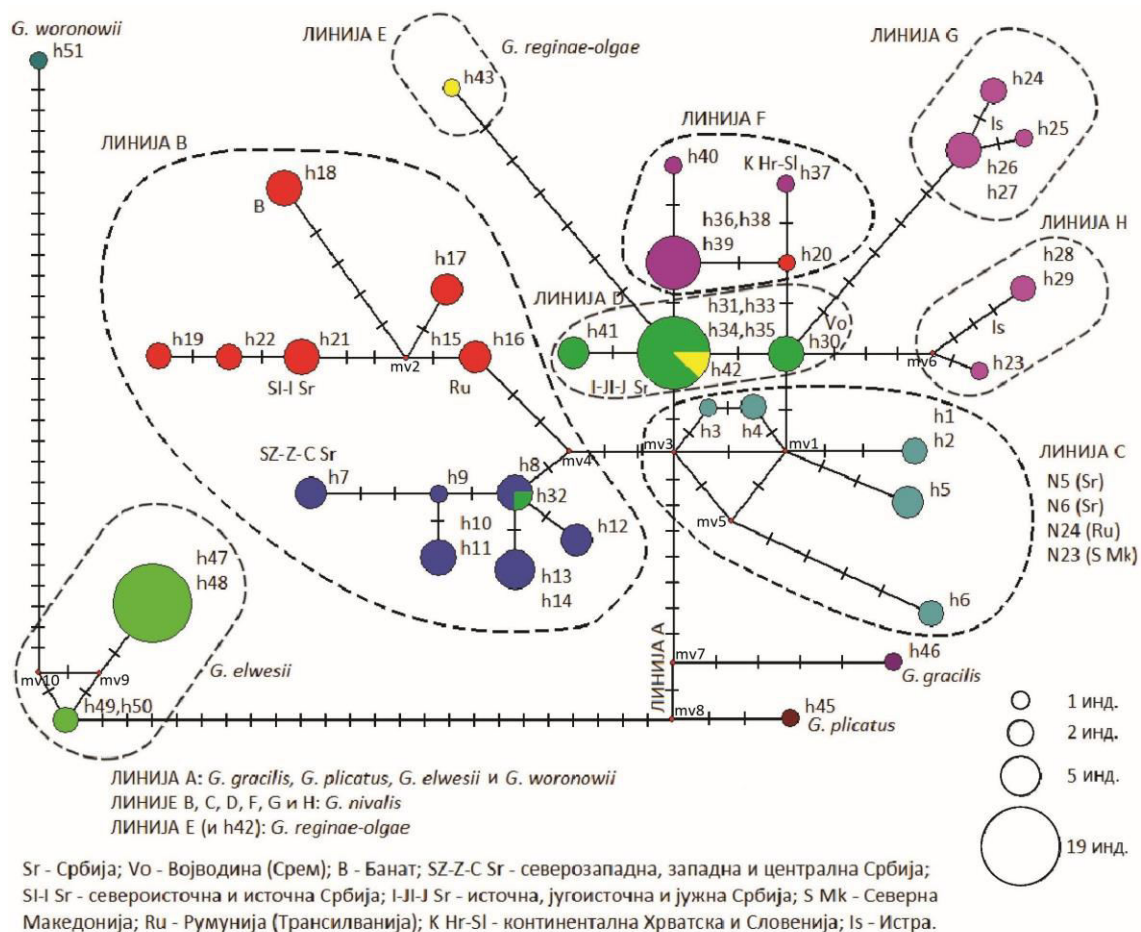 G. woronowii
h51
ЛИНИЈА E
G. reginae-olgae
h43
ЛИНИЈА G
h24
Is
h25
h26
h27
ЛИНИЈА B
h18
B
h17
h19
h22
h21
SI-I Sr
mv2
h15
h16
Ru
ЛИНИЈА F
h40
K Hr-Sl
h37
h36,h38
h39
h20
ЛИНИЈА H
h28
h29
Is
h23
mv6
ЛИНИЈА D
h41
h31,h33
h34,h35
h42
Vo
h30
I-JI-J Sr
SZ-Z-C Sr
h7
h9
h8
h32
h10
h11
h12
h13
h14
mv4
mv3
mv1
mv5
h3
h4
h1
h2
h5
h6
ЛИНИЈА C
N5 (Sr)
N6 (Sr)
N24 (Ru)
N23 (S Mk)
h47
h48
G. elwesii
mv10
mv9
h49,h50
ЛИНИЈА A
mv7
h46
G. gracilis
mv8
h45
G. plicatus
1 инд.
2 инд.
5 инд.
19 инд.
ЛИНИЈА A: G. gracilis, G. plicatus, G. elwesii и G. woronowii
ЛИНИЈЕ B, C, D, F, G и H: G. nivalis
ЛИНИЈА E (и h42): G. reginae-olgae
Sr - Србија; Vo - Војводина (Срем); B - Банат; SZ-Z-C Sr - северозападна, западна и централна Србија;
SI-I Sr - североисточна и источна Србија; I-JI-J Sr - источна, југоисточна и јужна Србија; S Mk - Северна
Македонија; Ru - Румунија (Трансилванија); K Hr-Sl - континентална Хрватска и Словенија; Is - Истра.